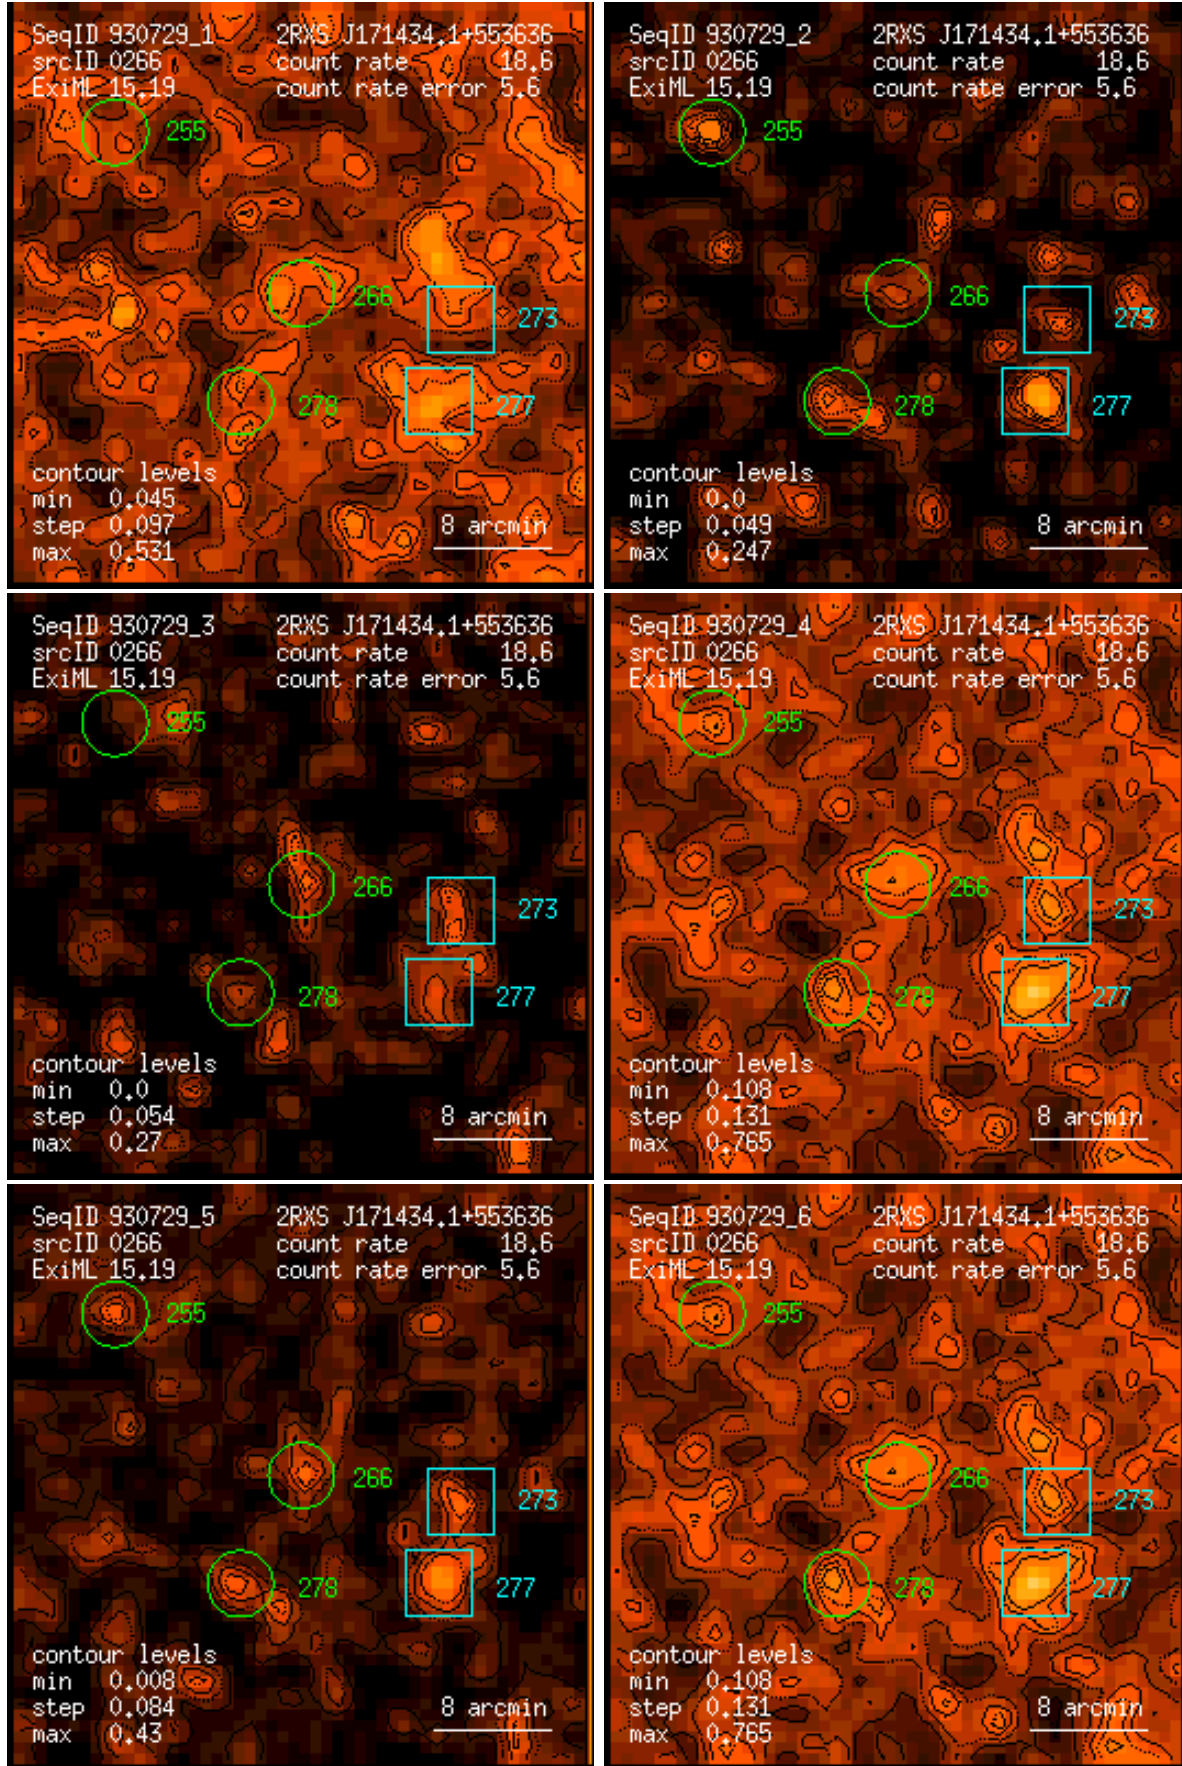 SeqID 930729_1 2RXS J171434.1+553636
srcID 0266 count rate 18.6
ExiML 15.19 count rate error 5.6
255
266
273
278 277
contour levels
min 0.045
step 0.097 8 arcmin
max 0.531
SeqID 930729_2 2RXS J171434.1+553636
srcID 0266 count rate 18.6
ExiML 15.19 count rate error 5.6
255
266
273
278 277
contour levels
min 0.0
step 0.049 8 arcmin
max 0.247
SeqID 930729_3 2RXS J171434.1+553636
srcID 0266 count rate 18.6
ExiML 15.19 count rate error 5.6
255
266
273
278 277
contour levels
min 0.0
step 0.054 8 arcmin
max 0.27
SeqID 930729_4 2RXS J171434.1+553636
srcID 0266 count rate 18.6
ExiML 15.19 count rate error 5.6
255
266
273
278 277
contour levels
min 0.108
step 0.131 8 arcmin
max 0.765
SeqID 930729_5 2RXS J171434.1+553636
srcID 0266 count rate 18.6
ExiML 15.19 count rate error 5.6
255
266
273
278 277
contour levels
min 0.008
step 0.084 8 arcmin
max 0.43
SeqID 930729_6 2RXS J171434.1+553636
srcID 0266 count rate 18.6
ExiML 15.19 count rate error 5.6
255
266
273
278 277
contour levels
min 0.108
step 0.131 8 arcmin
max 0.765